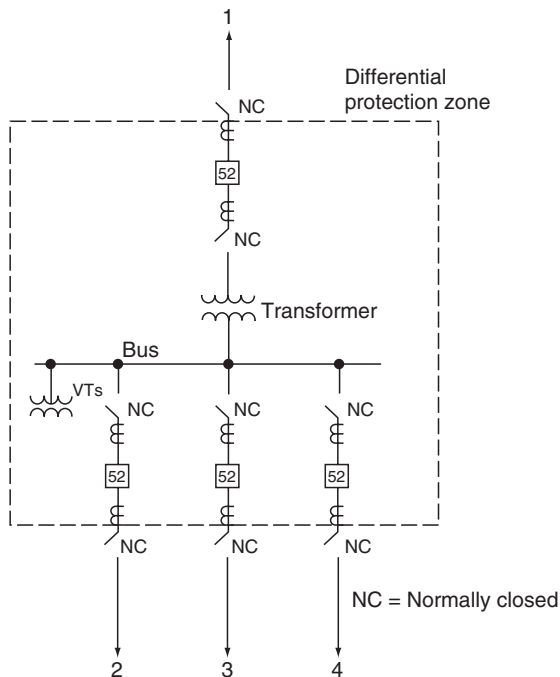 1
Differential
protection zone
NC
52
NC
Transformer
Bus
VTs
NC
NC
NC
52
52
52
NC
NC
NC
NC = Normally closed
2
3
4